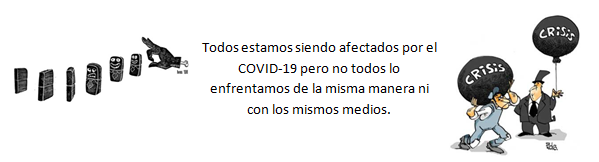 Todos estamos siendo afectados por el
COVID-19 pero no todos lo
enfrentamos de la misma manera ni
con los mismos medios.
CRISIS
CRISIS